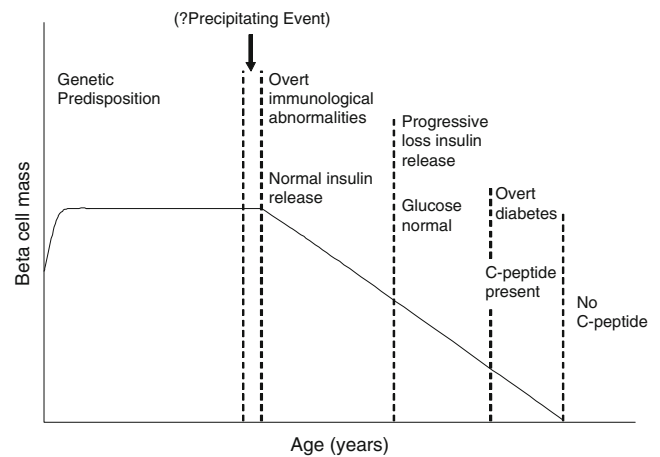 (?Precipitating Event)
Genetic
Predisposition
Overt
immunological
abnormalities
Normal insulin
release
Progressive
loss insulin
release
Glucose
normal
Overt
diabetes
C-peptide
present
No
C-peptide
Beta cell mass
Age (years)